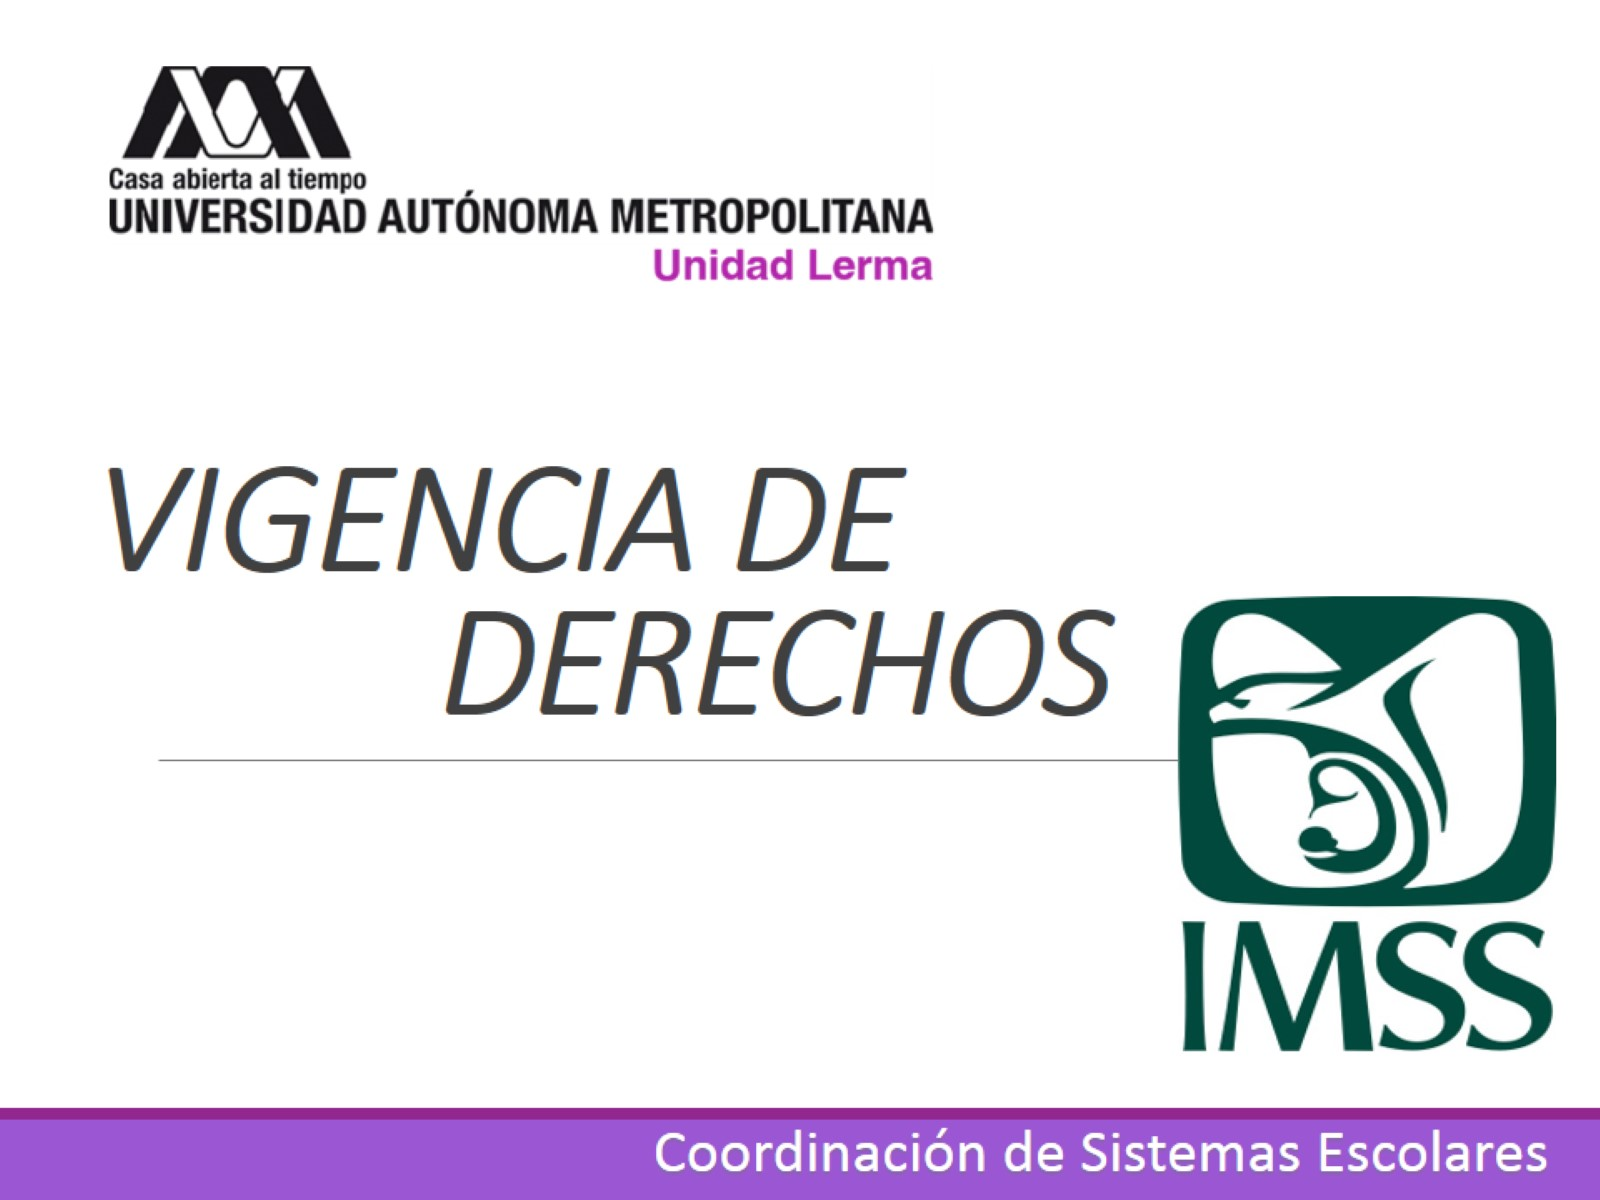 Casa abierta al tiempo
UNIVERSIDAD AUTÓNOMA METROPOLITANA
Unidad Lerma
VIGENCIA DE
DERECHOS
IMSS
Coordinación de Sistemas Escolares